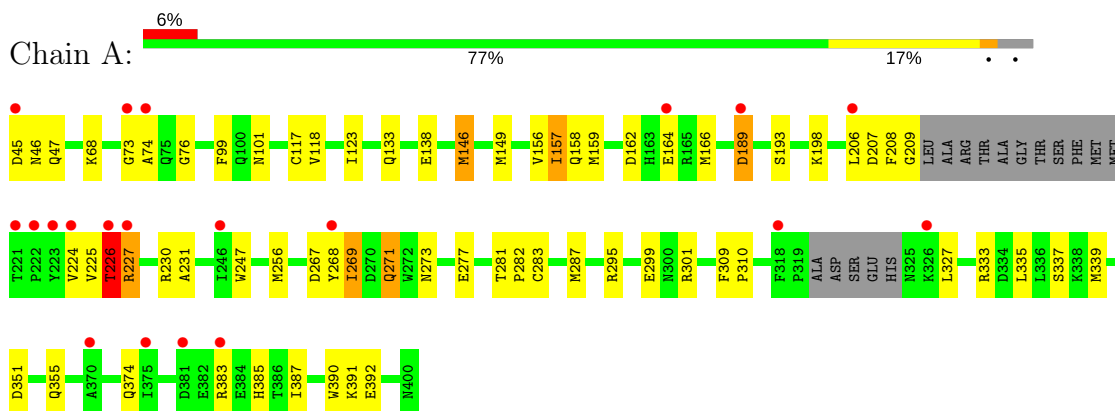 6%
Chain A:
77% 17% • •
D45 N46 Q47 K68 G73 A74 Q75 G76 F99 Q100 N101 C117 V118 I123 Q133 E138 M146 M149 V156 I157 Q158 M159 D162 H163 E164 R165 M166 D189 S193 K198 L206 D207 F208 G209 LEU ALA ARG THR ALA GLY THR SER PHE MET MET
T221 P222 Y223 V224 V225 T226 R227 R230 A231 I246 W247 M256 D267 Y268 I269 D270 Q271 W272 N273 E277 T281 P282 C283 M287 R295 E299 N300 R301 F309 P310 F318 P319 ALA ASP SER GLU HIS N325 K326 L327 R333 D334 L335 L336 S337 K338 M339
D351 Q355 A370 Q374 I375 D381 E382 R383 E384 H385 T386 I387 W390 K391 E392 N400